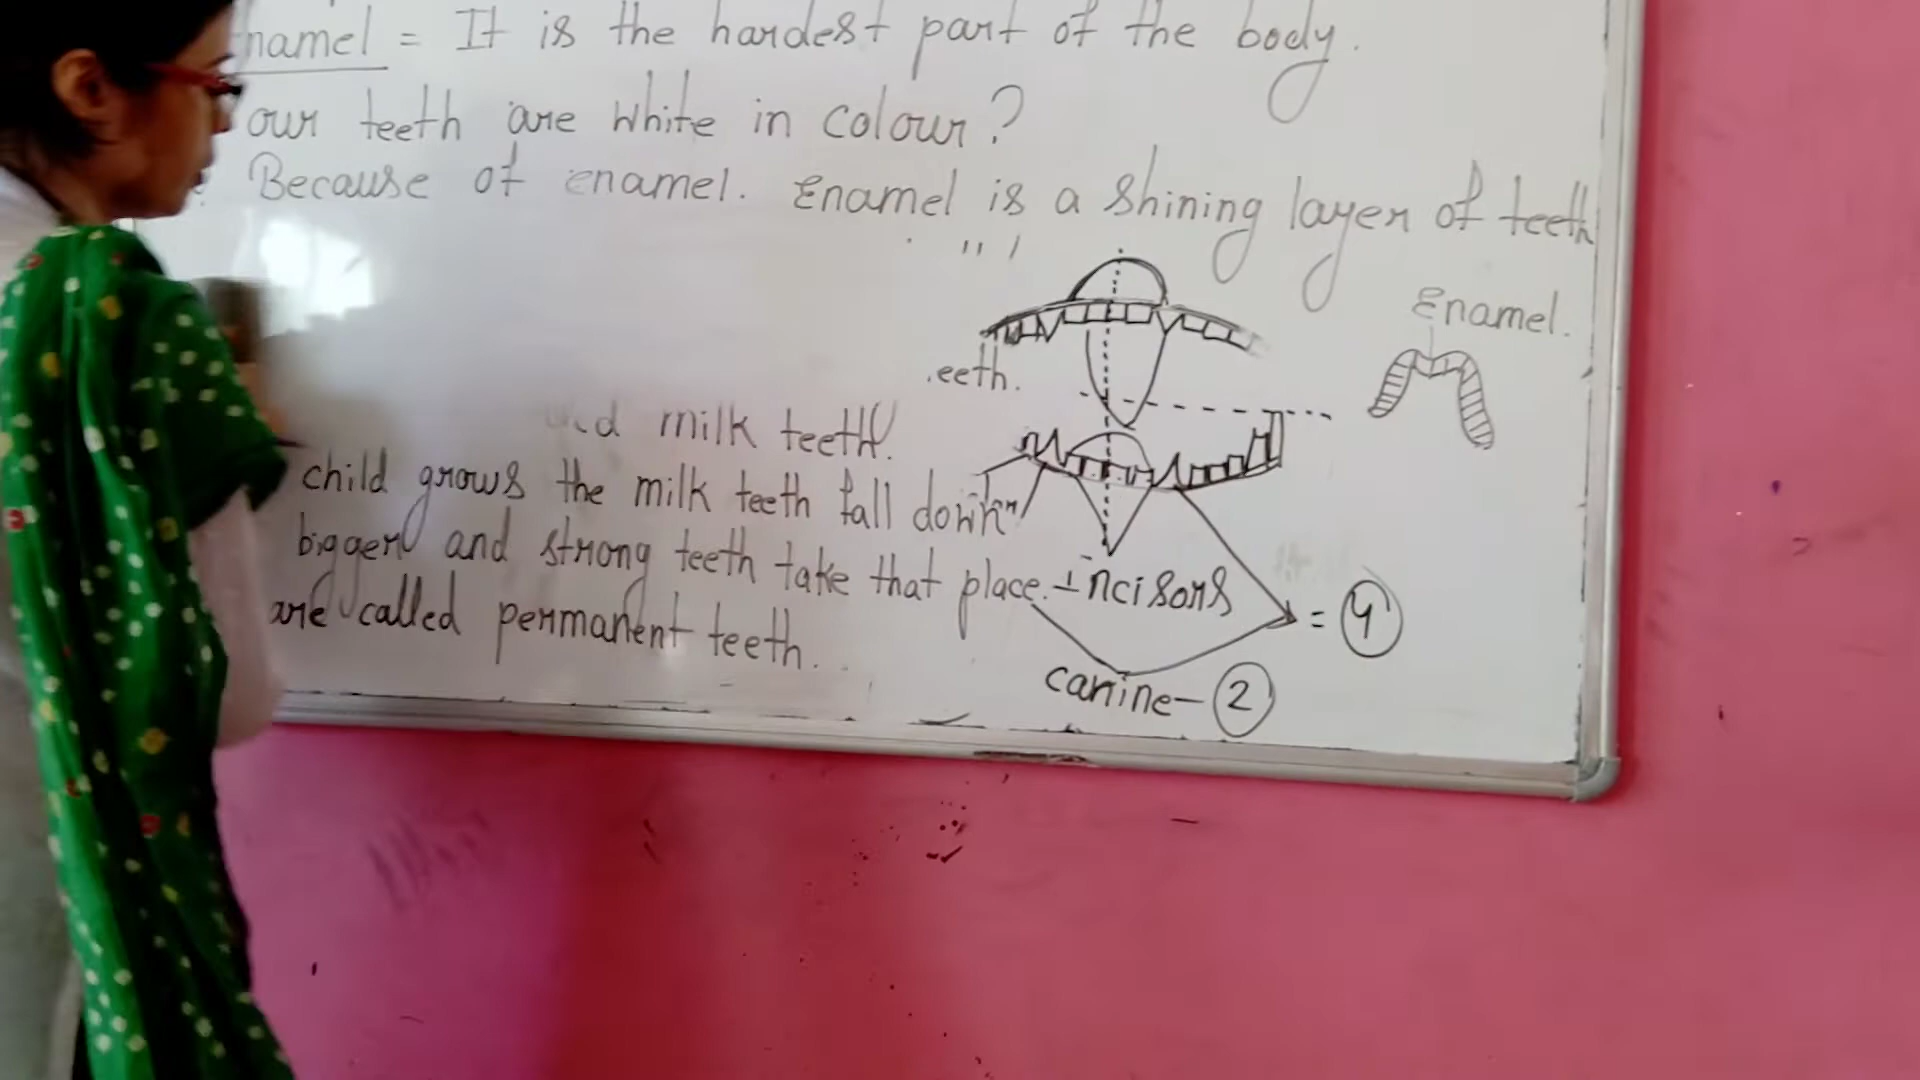 namel = It is the hardest part of the body.
our teeth are white in colour?
Because of enamel. Enamel is a shining layer of teeth
Enamel.
eeth.
milk teeth.
child grows the milk teeth fall down
bigger and strong teeth take that place.
Incisors
= 4
are called permanent teeth.
canine - 2